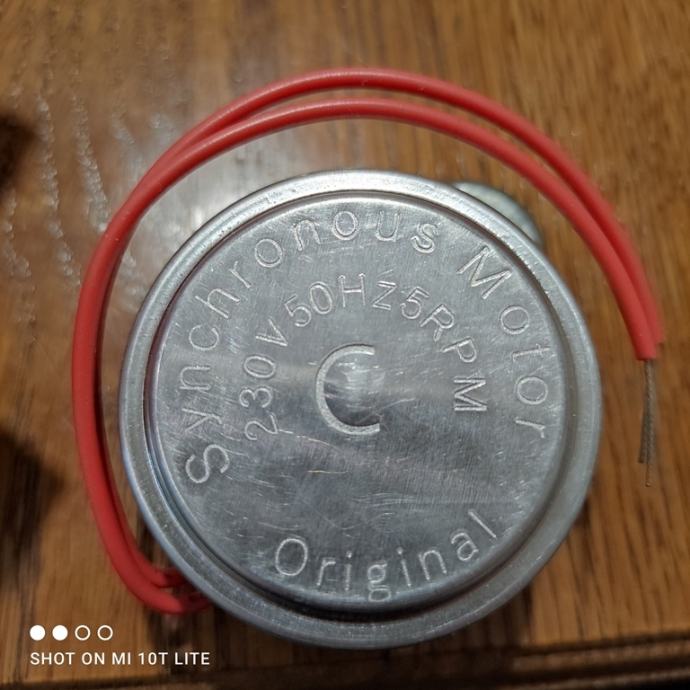 Synchronous Motor
230V50Hz5RPM
C
Original
SHOT ON MI 10T LITE